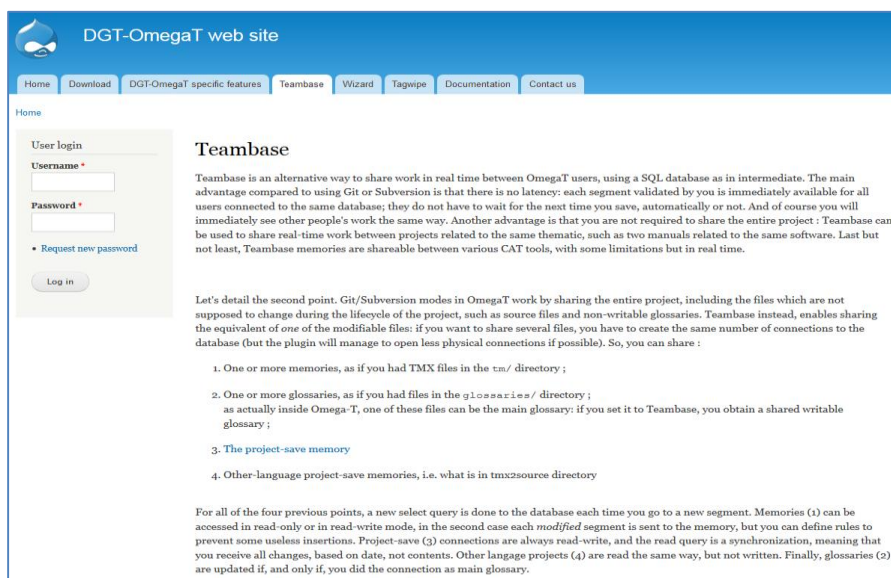 DGT-OmegaT web site
Home
Download
DGT-OmegaT specific features
Teambase
Wizard
Tagwipe
Documentation
Contact us
Home
User login
Username *
Password *
• Request new password
Log in
Teambase
Teambase is an alternative way to share work in real time between OmegaT users, using a SQL database as in intermediate. The main
advantage compared to using Git or Subversion is that there is no latency: each segment validated by you is immediately available for all
users connected to the same database; they do not have to wait for the next time you save, automatically or not. And of course you will
immediately see other people's work the same way. Another advantage is that you are not required to share the entire project : Teambase can
be used to share real-time work between projects related to the same thematic, such as two manuals related to the same software. Last but
not least, Teambase memories are shareable between various CAT tools, with some limitations but in real time.
Let's detail the second point. Git/Subversion modes in OmegaT work by sharing the entire project, including the files which are not
supposed to change during the lifecycle of the project, such as source files and non-writable glossaries. Teambase instead, enables sharing
the equivalent of one of the modifiable files: if you want to share several files, you have to create the same number of connections to the
database (but the plugin will manage to open less physical connections if possible). So, you can share :
1. One or more memories, as if you had TMX files in the tm/ directory ;
2. One or more glossaries, as if you had files in the glossaries/ directory ;
as actually inside Omega-T, one of these files can be the main glossary: if you set it to Teambase, you obtain a shared writable
glossary ;
3. The project-save memory
4. Other-language project-save memories, i.e. what is in tmx2source directory
For all of the four previous points, a new select query is done to the database each time you go to a new segment. Memories (1) can be
accessed in read-only or in read-write mode, in the second case each modified segment is sent to the memory, but you can define rules to
prevent some useless insertions. Project-save (3) connections are always read-write, and the read query is a synchronization, meaning that
you receive all changes, based on date, not contents. Other langage projects (4) are read the same way, but not written. Finally, glossaries (2)
are updated if, and only if, you did the connection as main glossary.